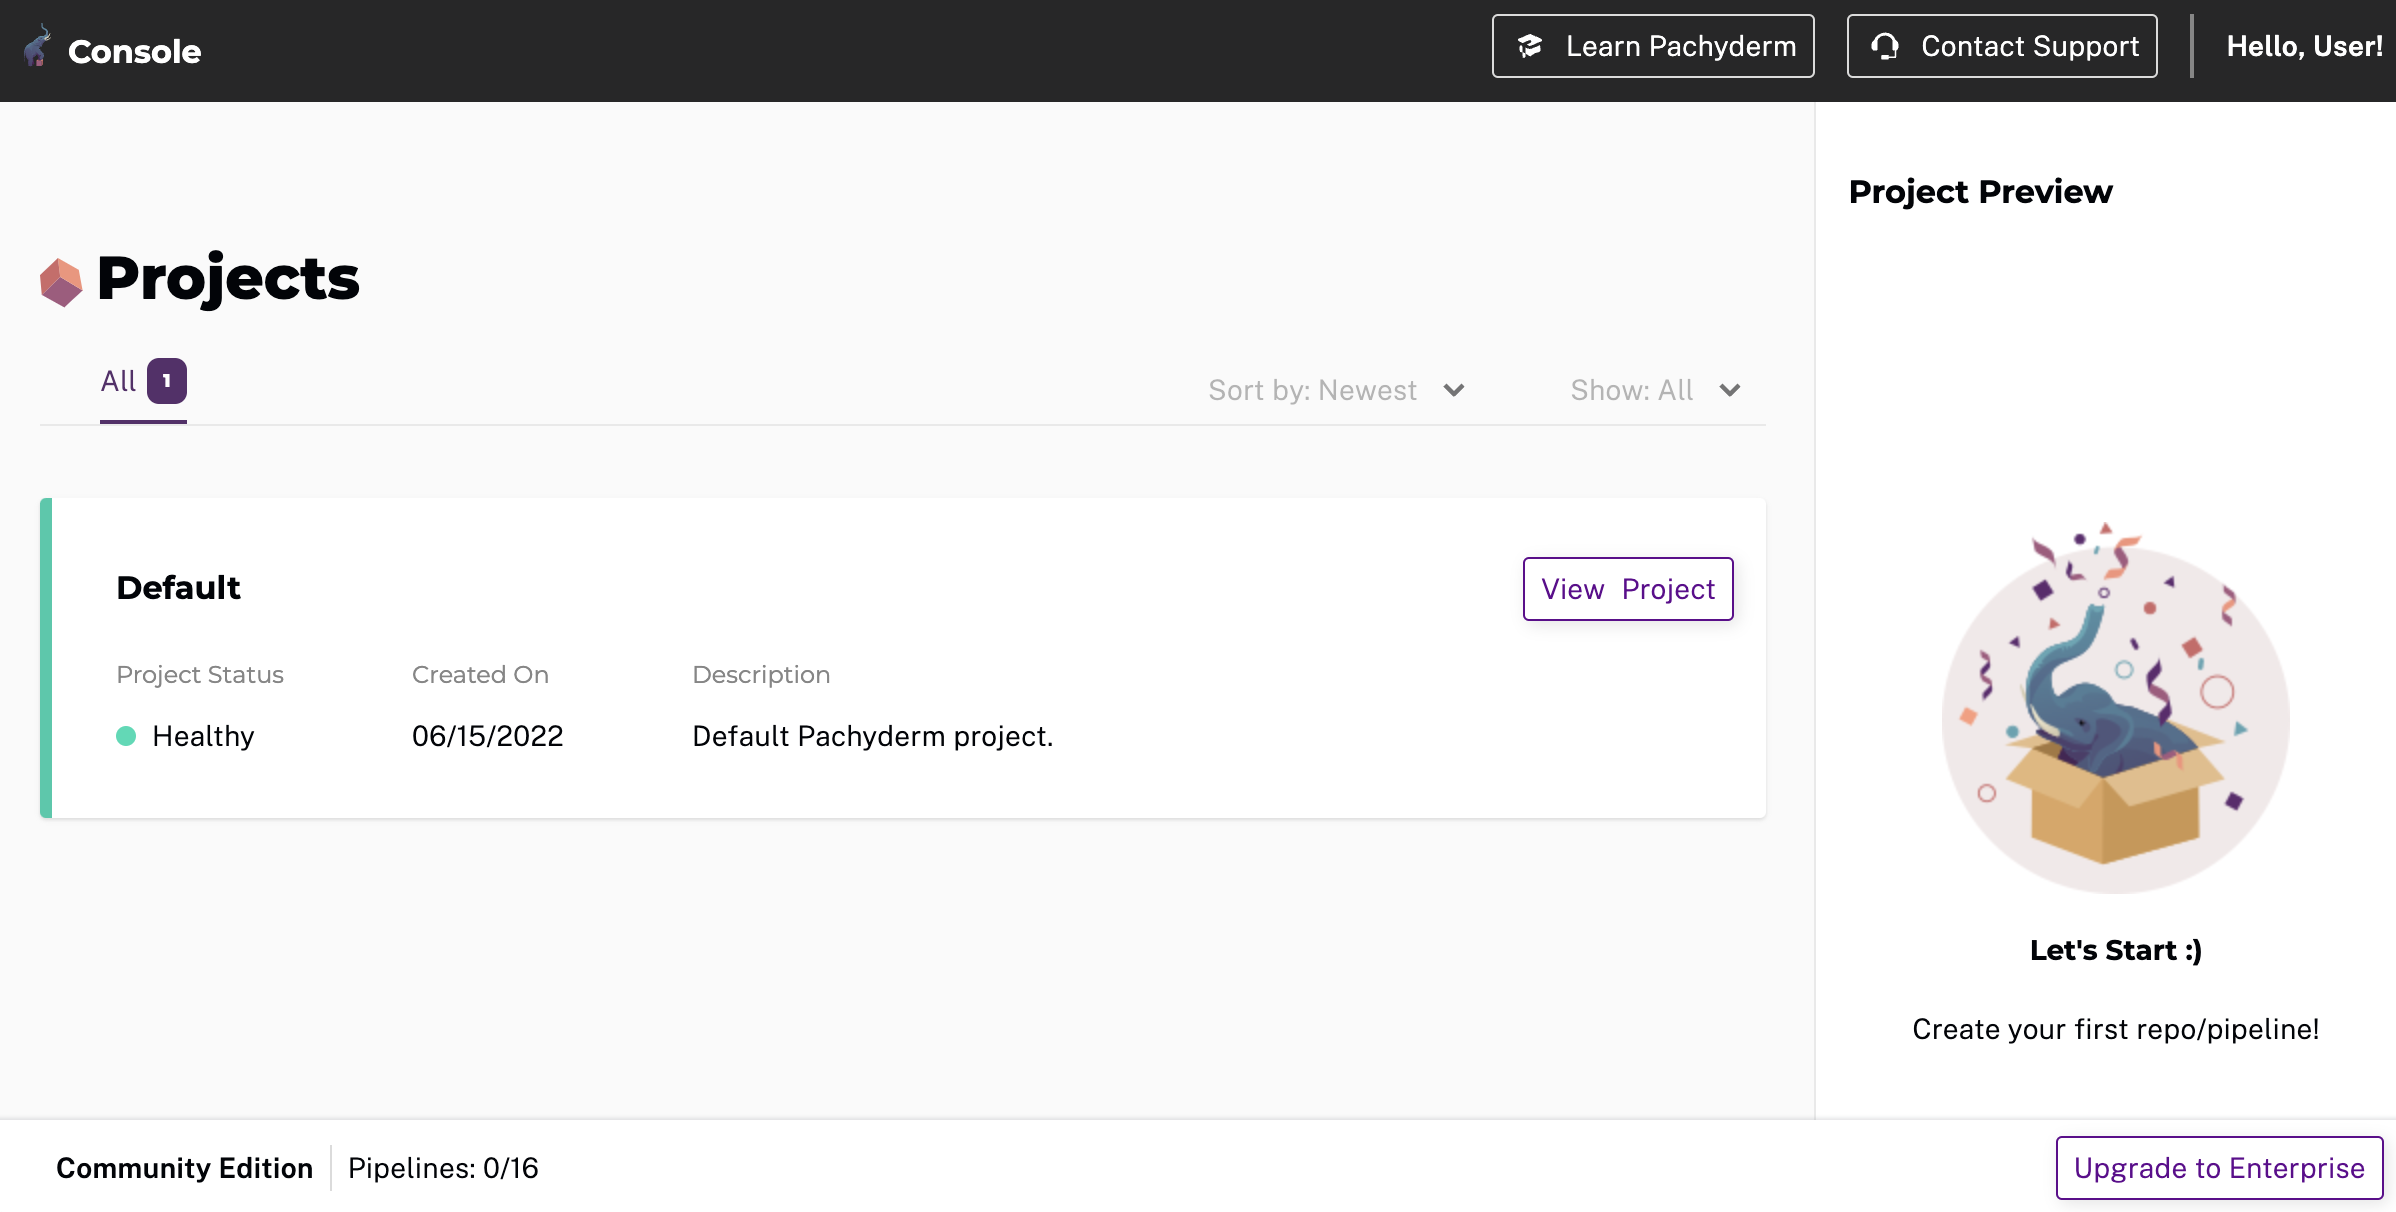 Console
Learn Pachyderm
Contact Support
Hello, User!
Projects
All 1
Sort by: Newest
Show: All
Default
View Project
Project Status Created On Description
Healthy 06/15/2022 Default Pachyderm project.
Project Preview
Let's Start :)
Create your first repo/pipeline!
Community Edition Pipelines: 0/16
Upgrade to Enterprise